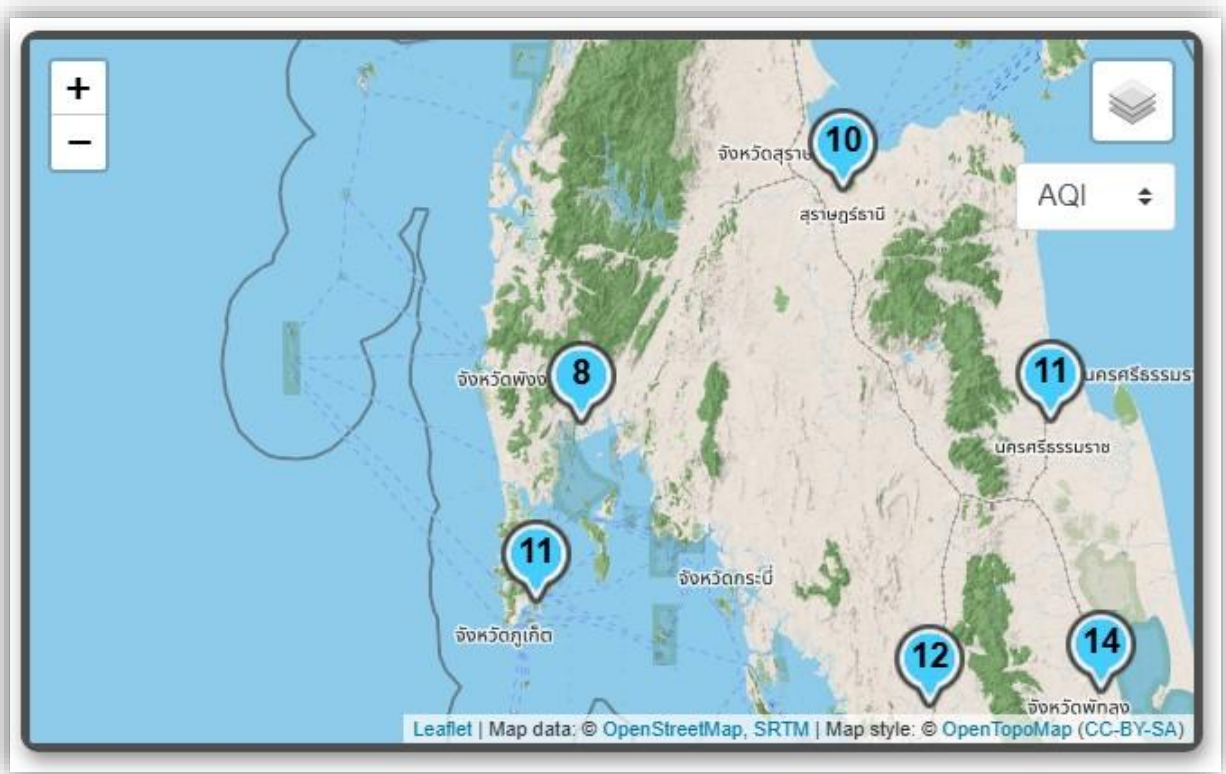 +
−
10
จังหวัดสุราษ
AQI
สุราษฎร์ธานี
8
จังหวัดพังง
11
นครศรีธรรมรา
นครศรีธรรมราช
11
จังหวัดกระบี่
จังหวัดภูเก็ต
12
14
จังหวัดพัทลุง
Leaflet | Map data: © OpenStreetMap, SRTM | Map style: © OpenTopoMap (CC-BY-SA)